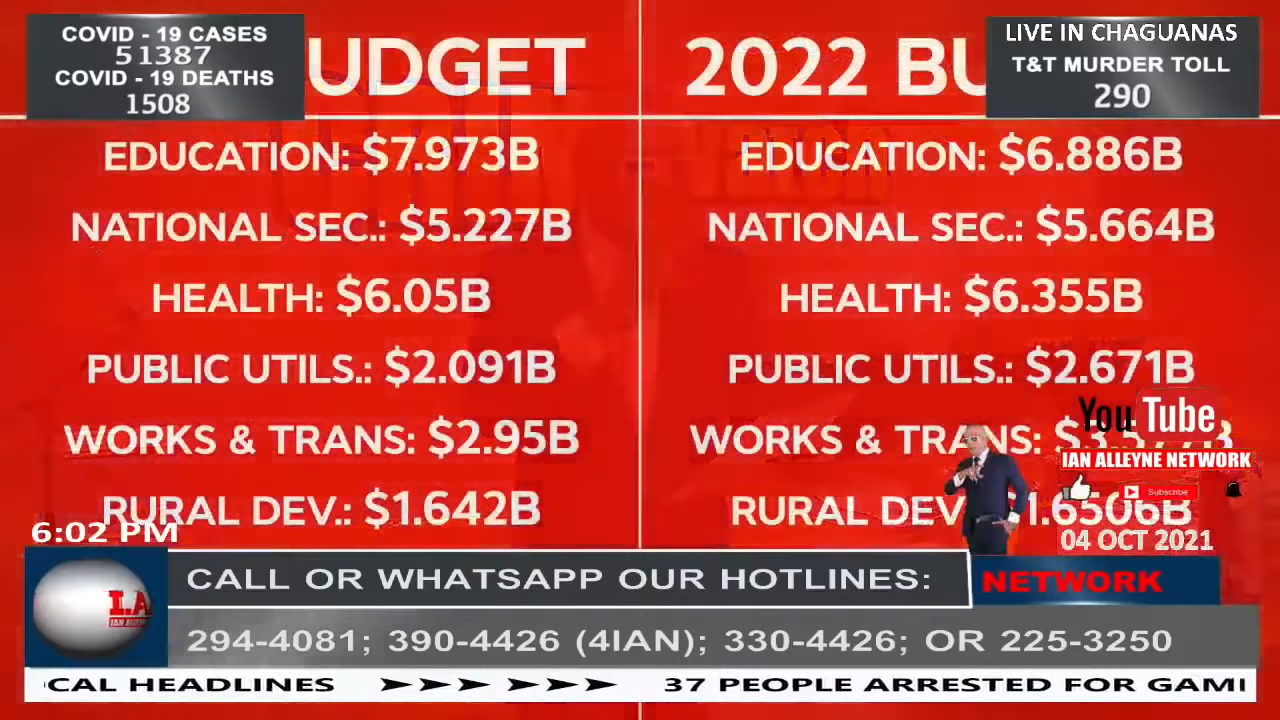 COVID - 19 CASES
51387
COVID - 19 DEATHS
1508
UDGET
2022 BU
LIVE IN CHAGUANAS
T&T MURDER TOLL
290
EDUCATION: $7.973B
EDUCATION: $6.886B
NATIONAL SEC.: $5.227B
NATIONAL SEC.: $5.664B
HEALTH: $6.05B
HEALTH: $6.355B
PUBLIC UTILS.: $2.091B
PUBLIC UTILS.: $2.671B
YouTube
WORKS & TRANS: $2.95B
WORKS & TRANS:
IAN ALLEYNE NETWORK
Subscribe
RURAL DEV.: $1.642B
RURAL DEV 1.6506B
6:02 PM
04 OCT 2021
CALL OR WHATSAPP OUR HOTLINES:
NETWORK
I.A
294-4081; 390-4426 (4IAN); 330-4426; OR 225-3250
CAL HEADLINES
37 PEOPLE ARRESTED FOR GAMI